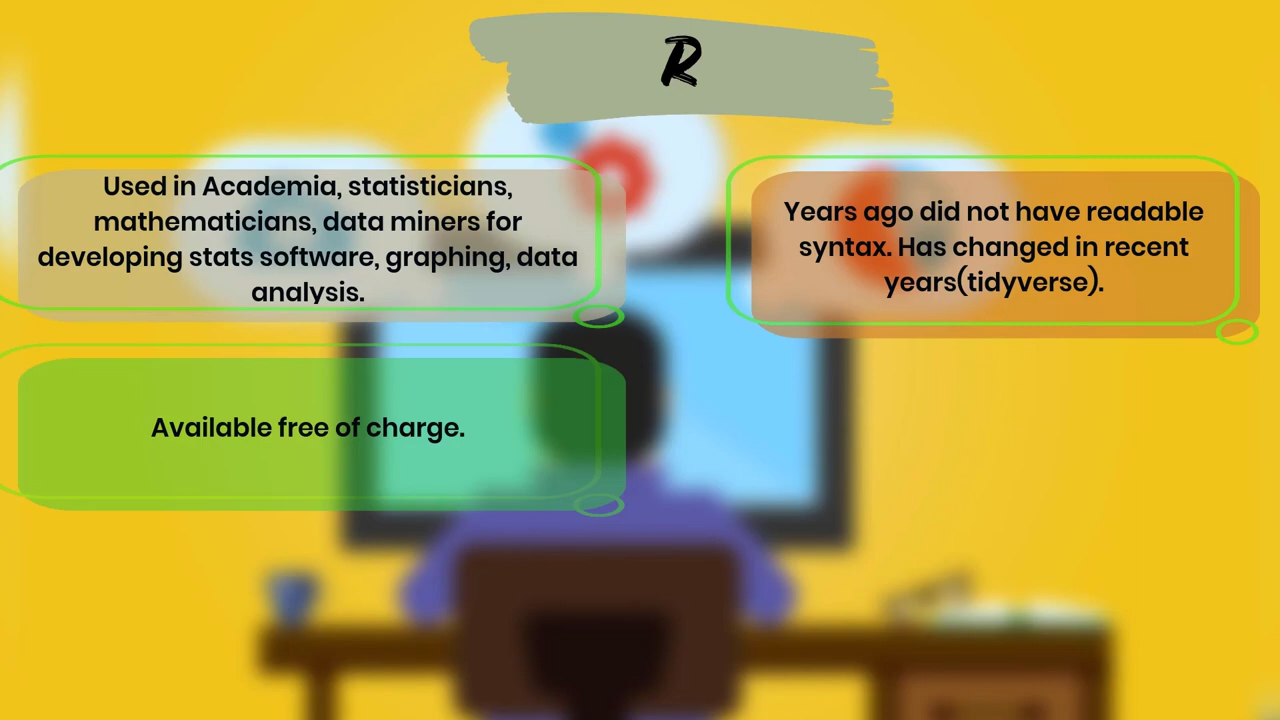 R
Used in Academia, statisticians,
mathematicians, data miners for
developing stats software, graphing, data
analysis.
Years ago did not have readable
syntax. Has changed in recent
years(tidyverse).
Available free of charge.